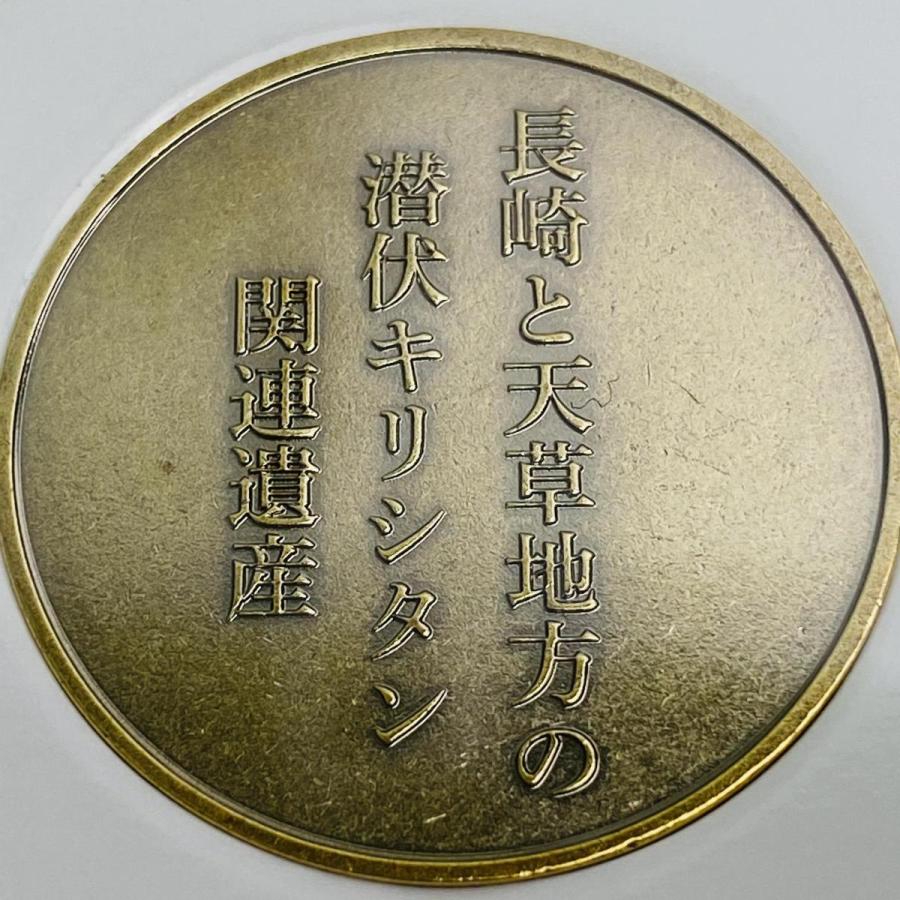 長崎と天草地方の
潜伏キリシタン
関連遺産